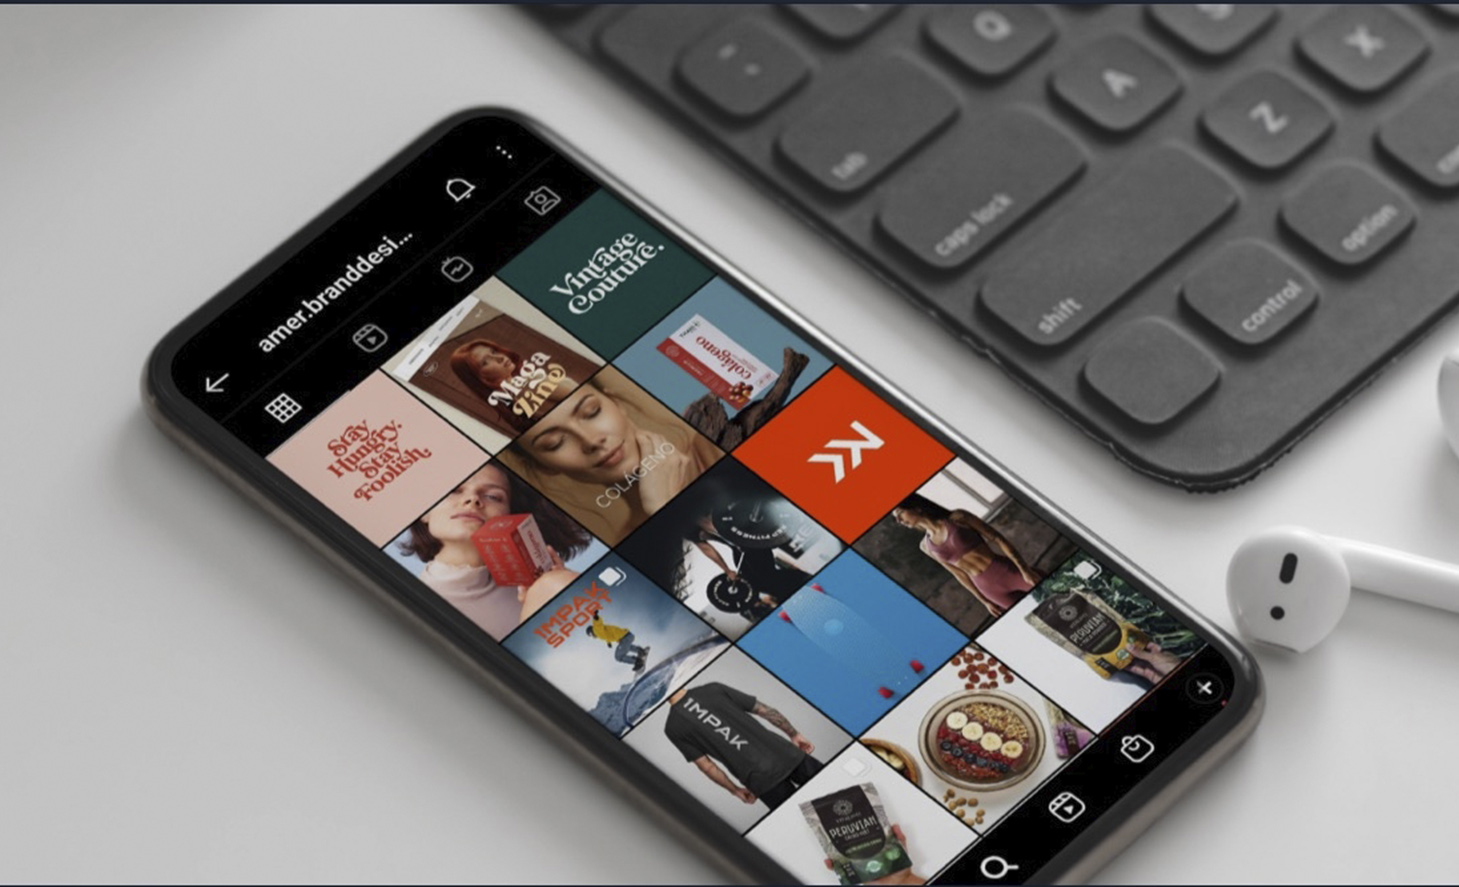 amer.branddesi...
Vintage
Couture.
Maga
Zine
colágeno
Stay
Hungry.
Stay
Foolish.
COLÁGENO
IMPAK
SPORT
IMPAK
PERUVIAN
PERUVIAN
Q
A
Z
X
tab
caps lock
shift
control
option